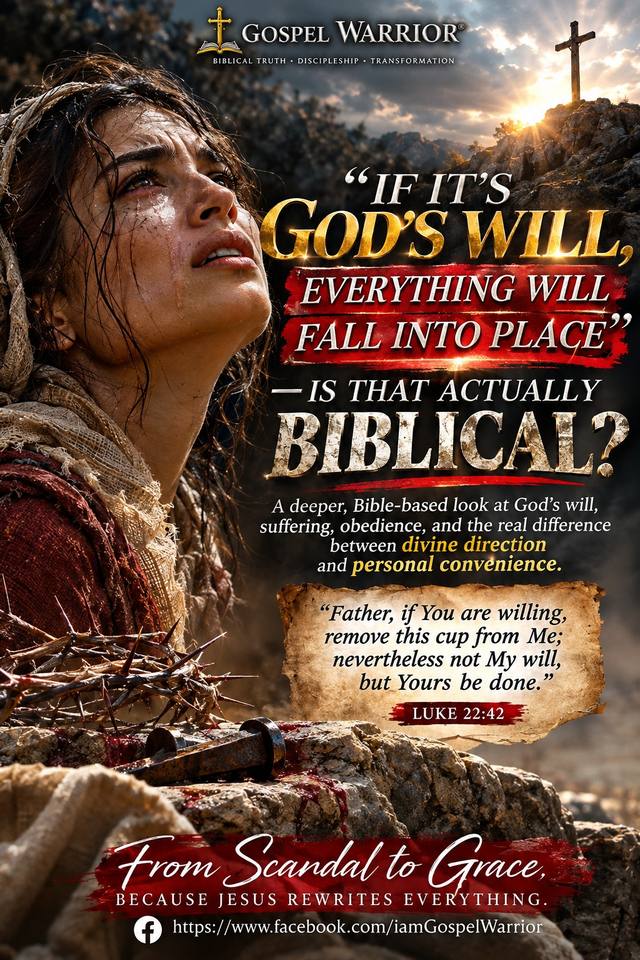 GOSPEL WARRIOR®
BIBLICAL TRUTH • DISCIPLESHIP • TRANSFORMATION
“IF IT’S
GOD’S WILL,
EVERYTHING WILL
FALL INTO PLACE”
— IS THAT ACTUALLY
BIBLICAL?
A deeper, Bible-based look at God’s will,
suffering, obedience, and the real difference
between divine direction
and personal convenience.
“Father, if You are willing,
remove this cup from Me;
nevertheless not My will,
but Yours be done.”
LUKE 22:42
From Scandal to Grace,
BECAUSE JESUS REWRITES EVERYTHING.
https://www.facebook.com/iamGospelWarrior